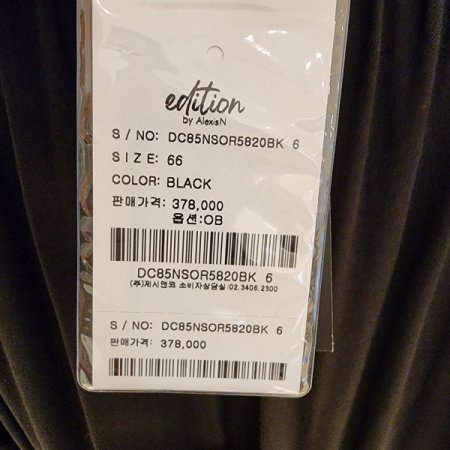 edition
by AlexisN
S / NO: DC85NSOR5820BK 6
SIZE: 66
COLOR: BLACK
판매가격: 378,000
옵션:OB
DC85NSOR5820BK 6
(주)제시앤코 소비자상담실:02.3406.2300
S / NO: DC85NSOR5820BK 6
판매가격: 378,000